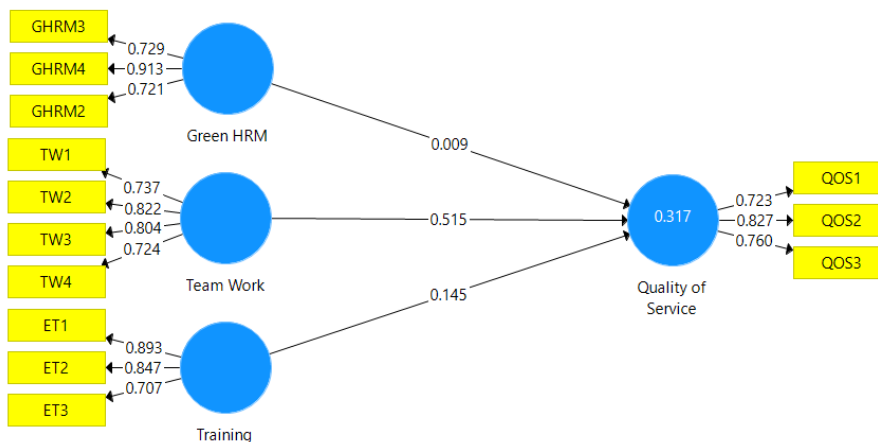 GHRM3
0.729
GHRM4
0.913
GHRM2
0.721
Green HRM
TW1
0.737
TW2
0.822
TW3
0.804
TW4
0.724
Team Work
ET1
0.893
ET2
0.847
ET3
0.707
Training
0.009
0.515
0.145
0.317
Quality of
Service
0.723
QOS1
0.827
QOS2
0.760
QOS3